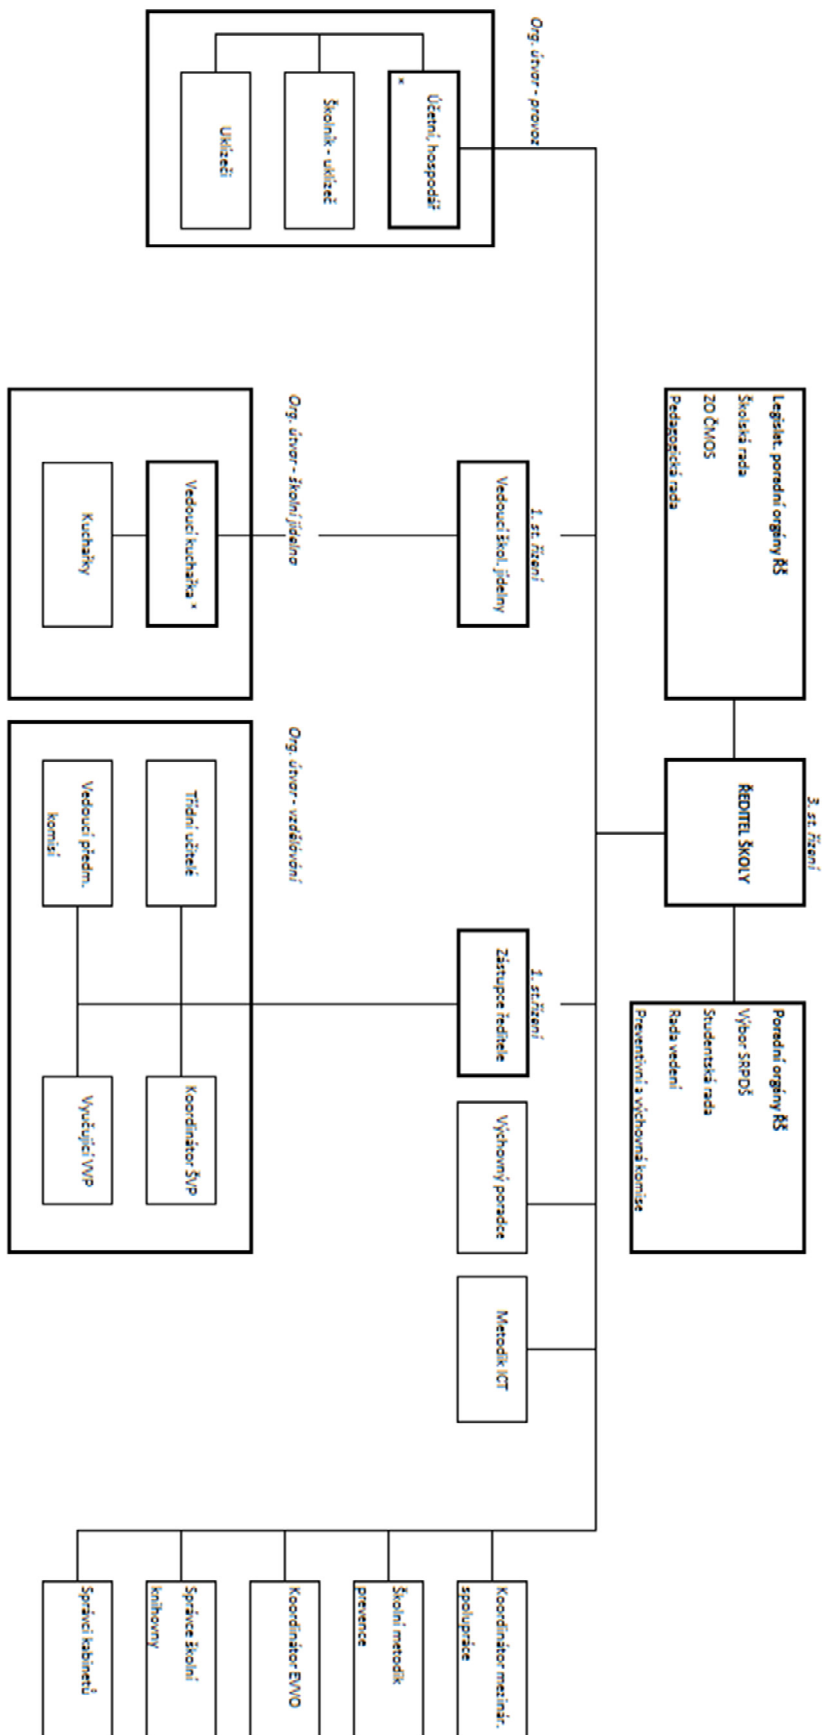 3. st. řízení
Legislat. poradní orgány ŘŠ
Školská rada
ZO ČMOS
Pedagogická rada
ŘEDITEL ŠKOLY
Poradní orgány ŘŠ
Výbor SRPDŠ
Studentská rada
Rada vedení
Preventivní a výchovná komise
Org. útvar - provoz
Účetní, hospodář
*
Školník - uklízeč
Uklízeči
1. st. řízení
Vedoucí škol. jídelny
Org. útvar - školní jídelna
Vedoucí kuchařka *
Kuchařky
1. st.řízení
Zástupce ředitele
Org. útvar - vzdělávání
Třídní učitelé
Koordinátor ŠVP
Vedoucí předm.
komisí
Vyučující VVP
Výchovný poradce
Metodik ICT
Koordinátor mezinár.
spolupráce
Školní metodik
prevence
Koordinátor EVVO
Správce školní
knihovny
Správci kabinetů